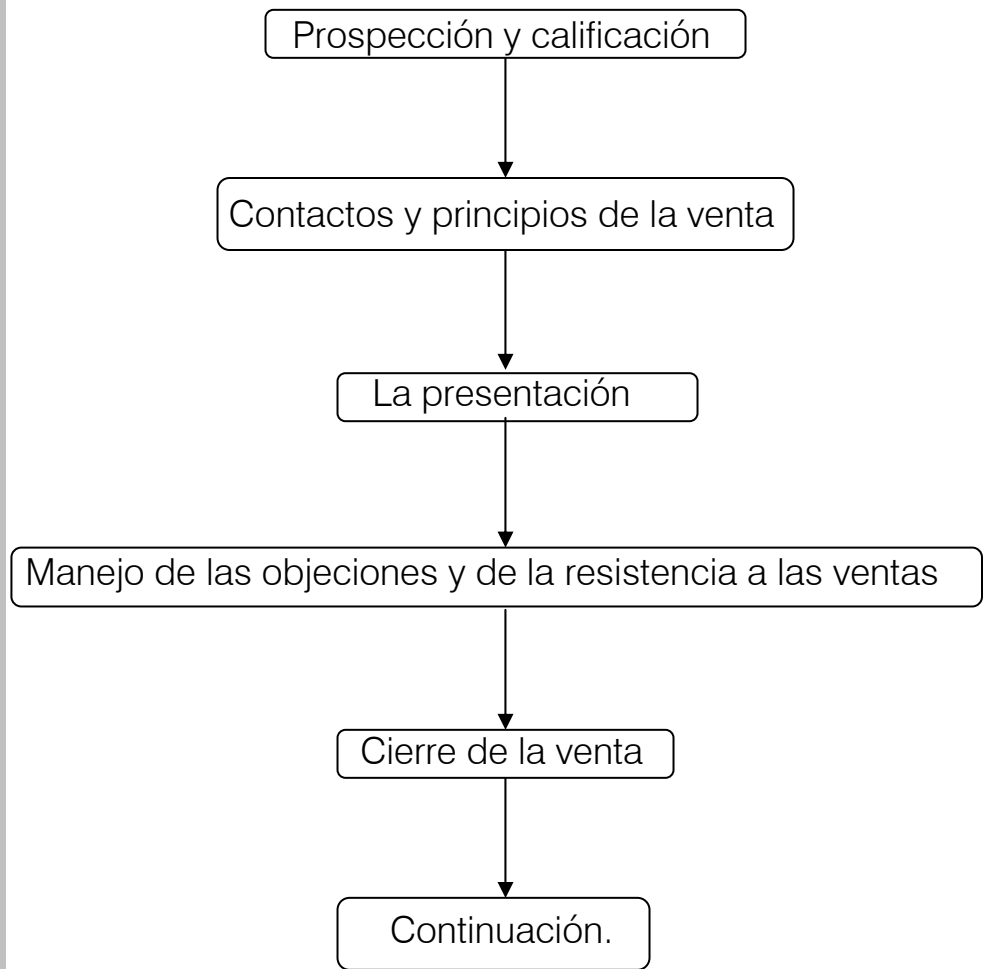 Prospección y calificación
Contactos y principios de la venta
La presentación
Manejo de las objeciones y de la resistencia a las ventas
Cierre de la venta
Continuación.